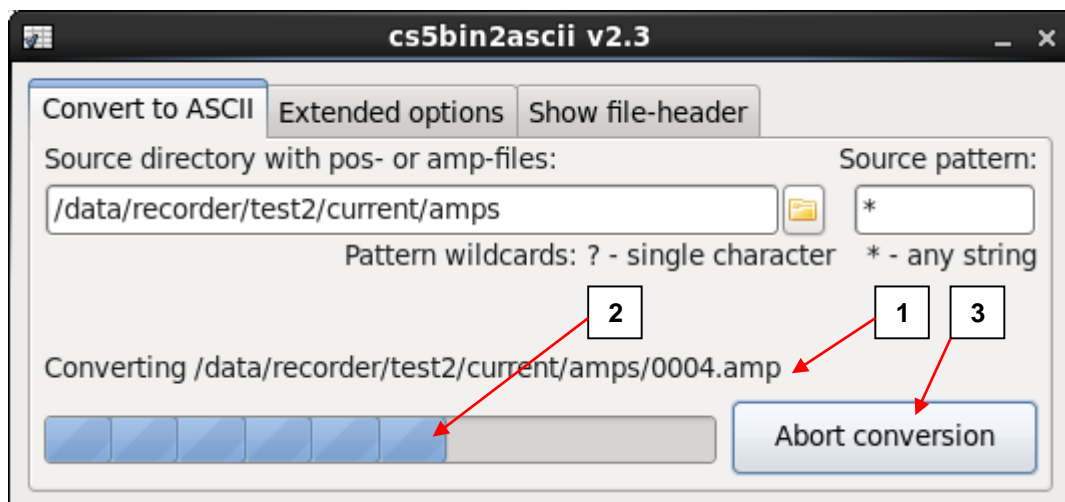 cs5bin2ascii v2.3
Convert to ASCII Extended options Show file-header
Source directory with pos- or amp-files: Source pattern:
/data/recorder/test2/current/amps *
Pattern wildcards: ? - single character * - any string
2 1 3
Converting /data/recorder/test2/current/amps/0004.amp
Abort conversion